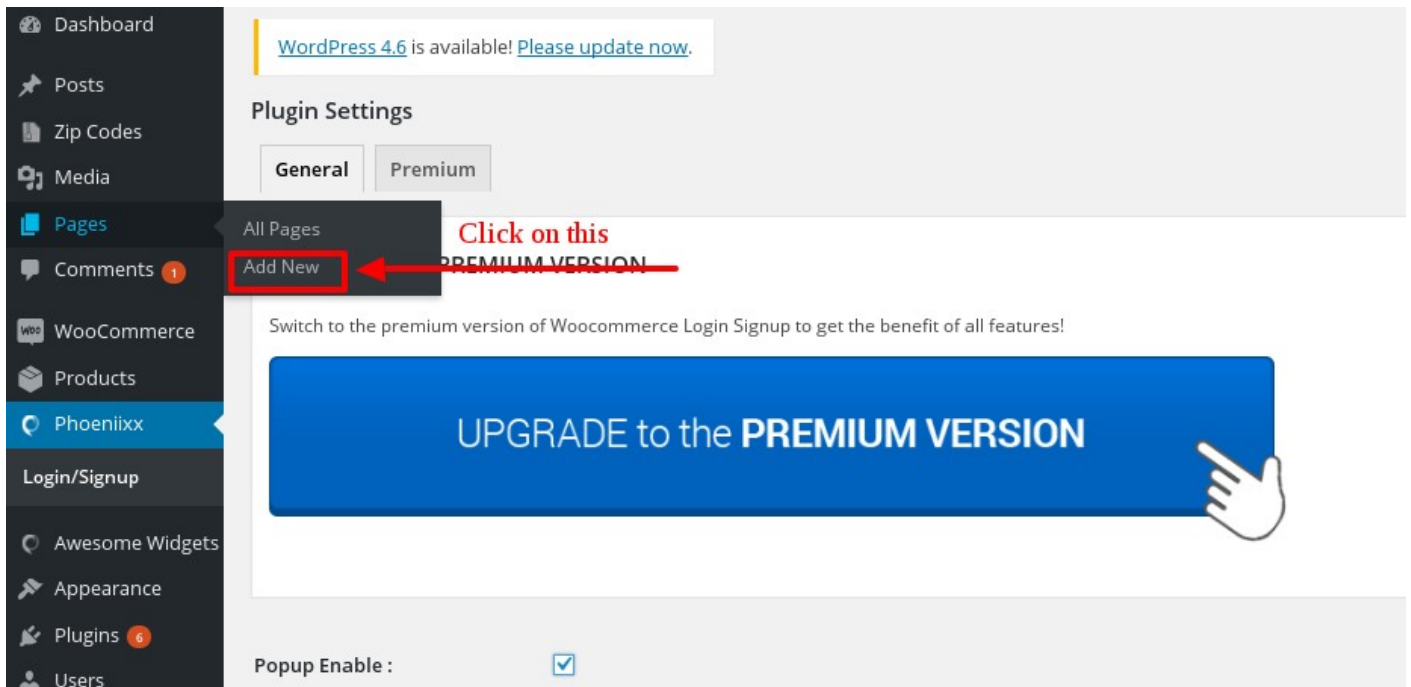 Dashboard
WordPress 4.6 is available! Please update now.
Posts
Plugin Settings
Zip Codes
General Premium
Media
Pages
All Pages
Click on this
Comments 1
Add New
PREMIUM VERSION
WooCommerce
Switch to the premium version of Woocommerce Login Signup to get the benefit of all features!
Products
Phoeniixx
UPGRADE to the PREMIUM VERSION
Login/Signup
Awesome Widgets
Appearance
Plugins 6
Popup Enable :
Users